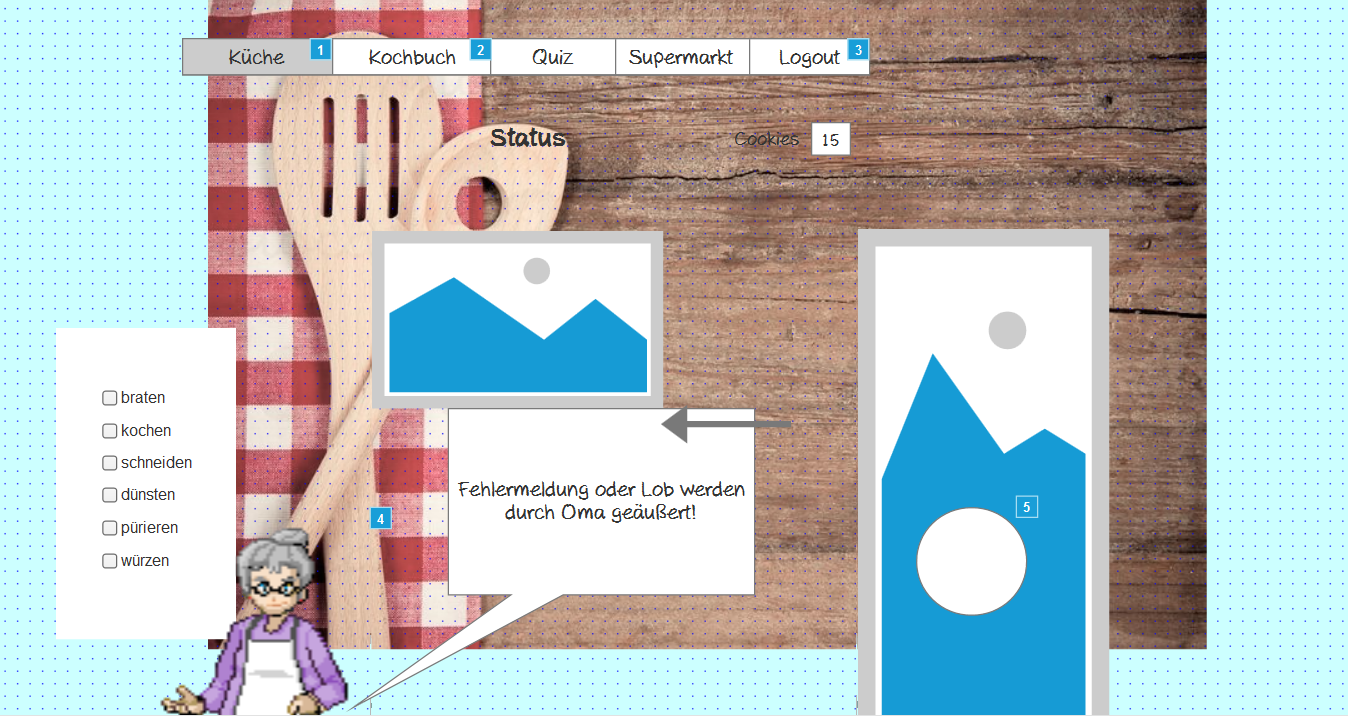 Küche 1 Kochbuch 2 Quiz Supermarkt Logout 3
Status Cookies 15
braten
kochen
schneiden
dünsten
pürieren
würzen
Fehlermeldung oder Lob werden
durch Oma geäußert!
4
5